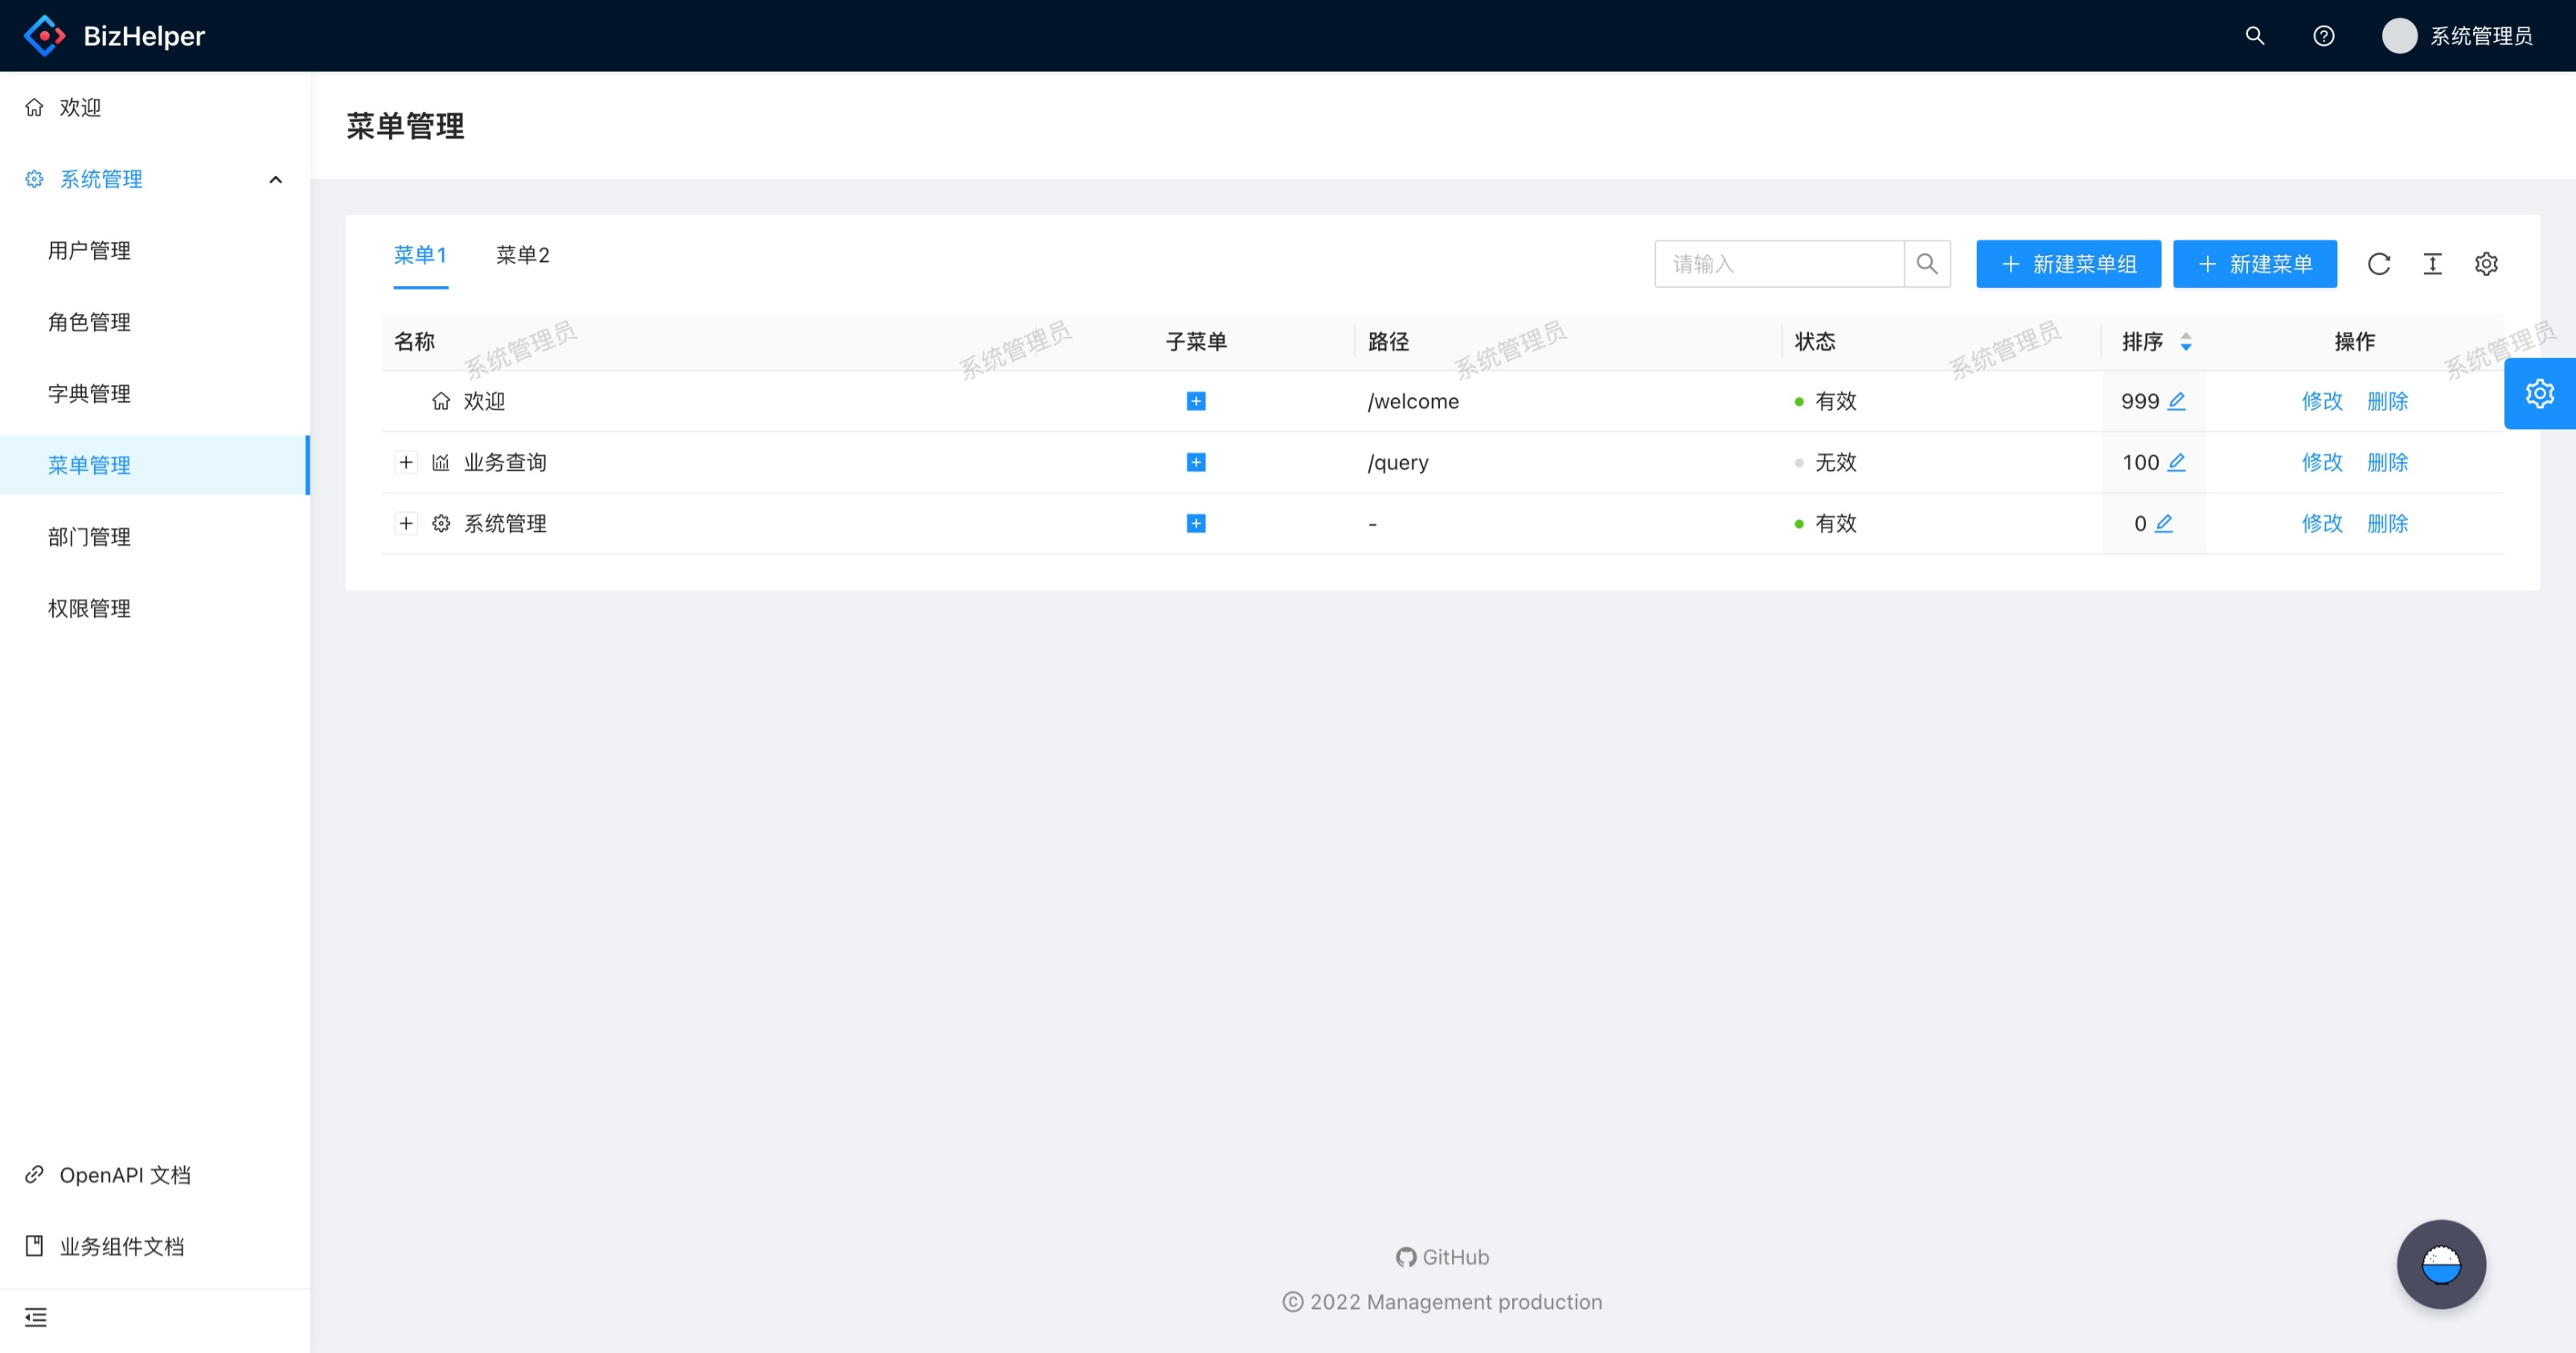 BizHelper
系统管理员
欢迎
系统管理
用户管理
角色管理
字典管理
菜单管理
部门管理
权限管理
OpenAPI 文档
业务组件文档
菜单管理
菜单1 菜单2 请输入 新建菜单组 新建菜单
名称 子菜单 路径 状态 排序 操作
系统管理员 系统管理员 系统管理员 系统管理员 系统管理员
欢迎 /welcome 有效 999 修改 删除
业务查询 /query 无效 100 修改 删除
系统管理 - 有效 0 修改 删除
GitHub
© 2022 Management production